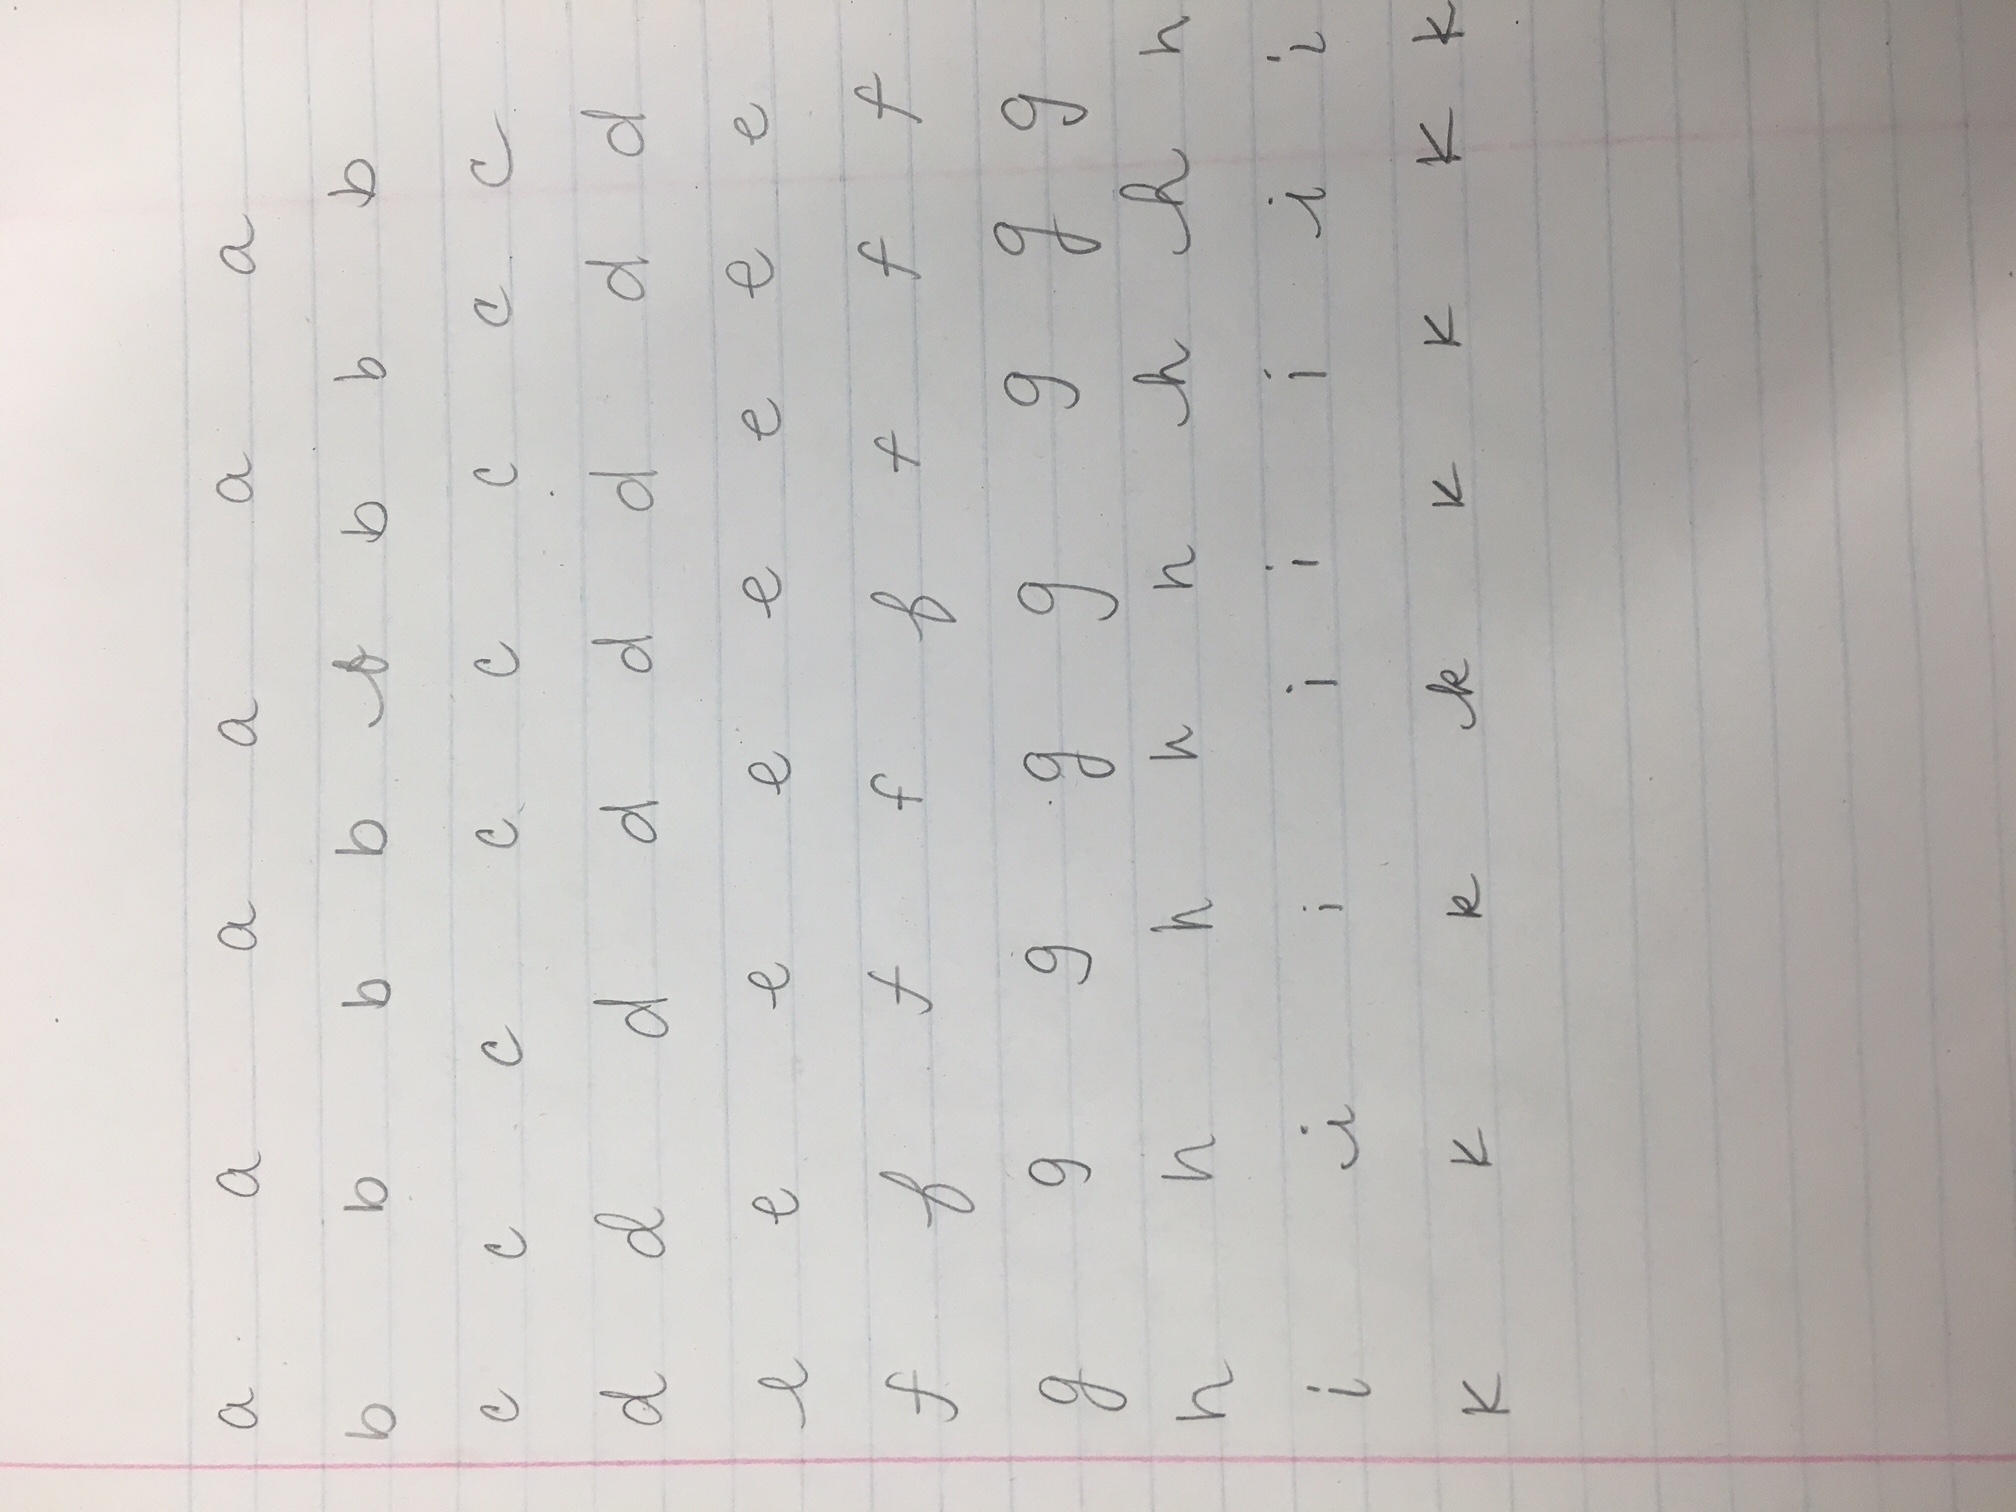 a a a a a a
b b b b b b b b
c c c c c c c c
d d d d d d d d
e e e e e e e e
f f f f f f f f
g g g g g g g g
h h h h h h h h
i i i i i i i i
k k k k k k k k